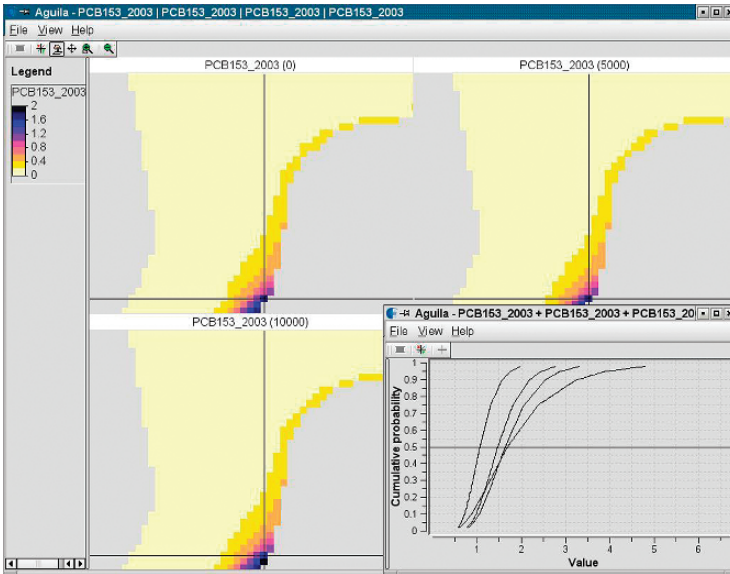 Aguila - PCB153_2003 | PCB153_2003 | PCB153_2003 | PCB153_2003
File View Help
Legend
PCB153_2003
2
1.6
1.2
0.8
0.4
0
PCB153_2003 (0)
PCB153_2003 (5000)
PCB153_2003 (10000)
Aguila - PCB153_2003 + PCB153_2003 + PCB153_20
File View Help
Cumulative probability
1
0.9
0.8
0.7
0.6
0.5
0.4
0.3
0.2
0.1
0
1 2 3 4 5 6
Value